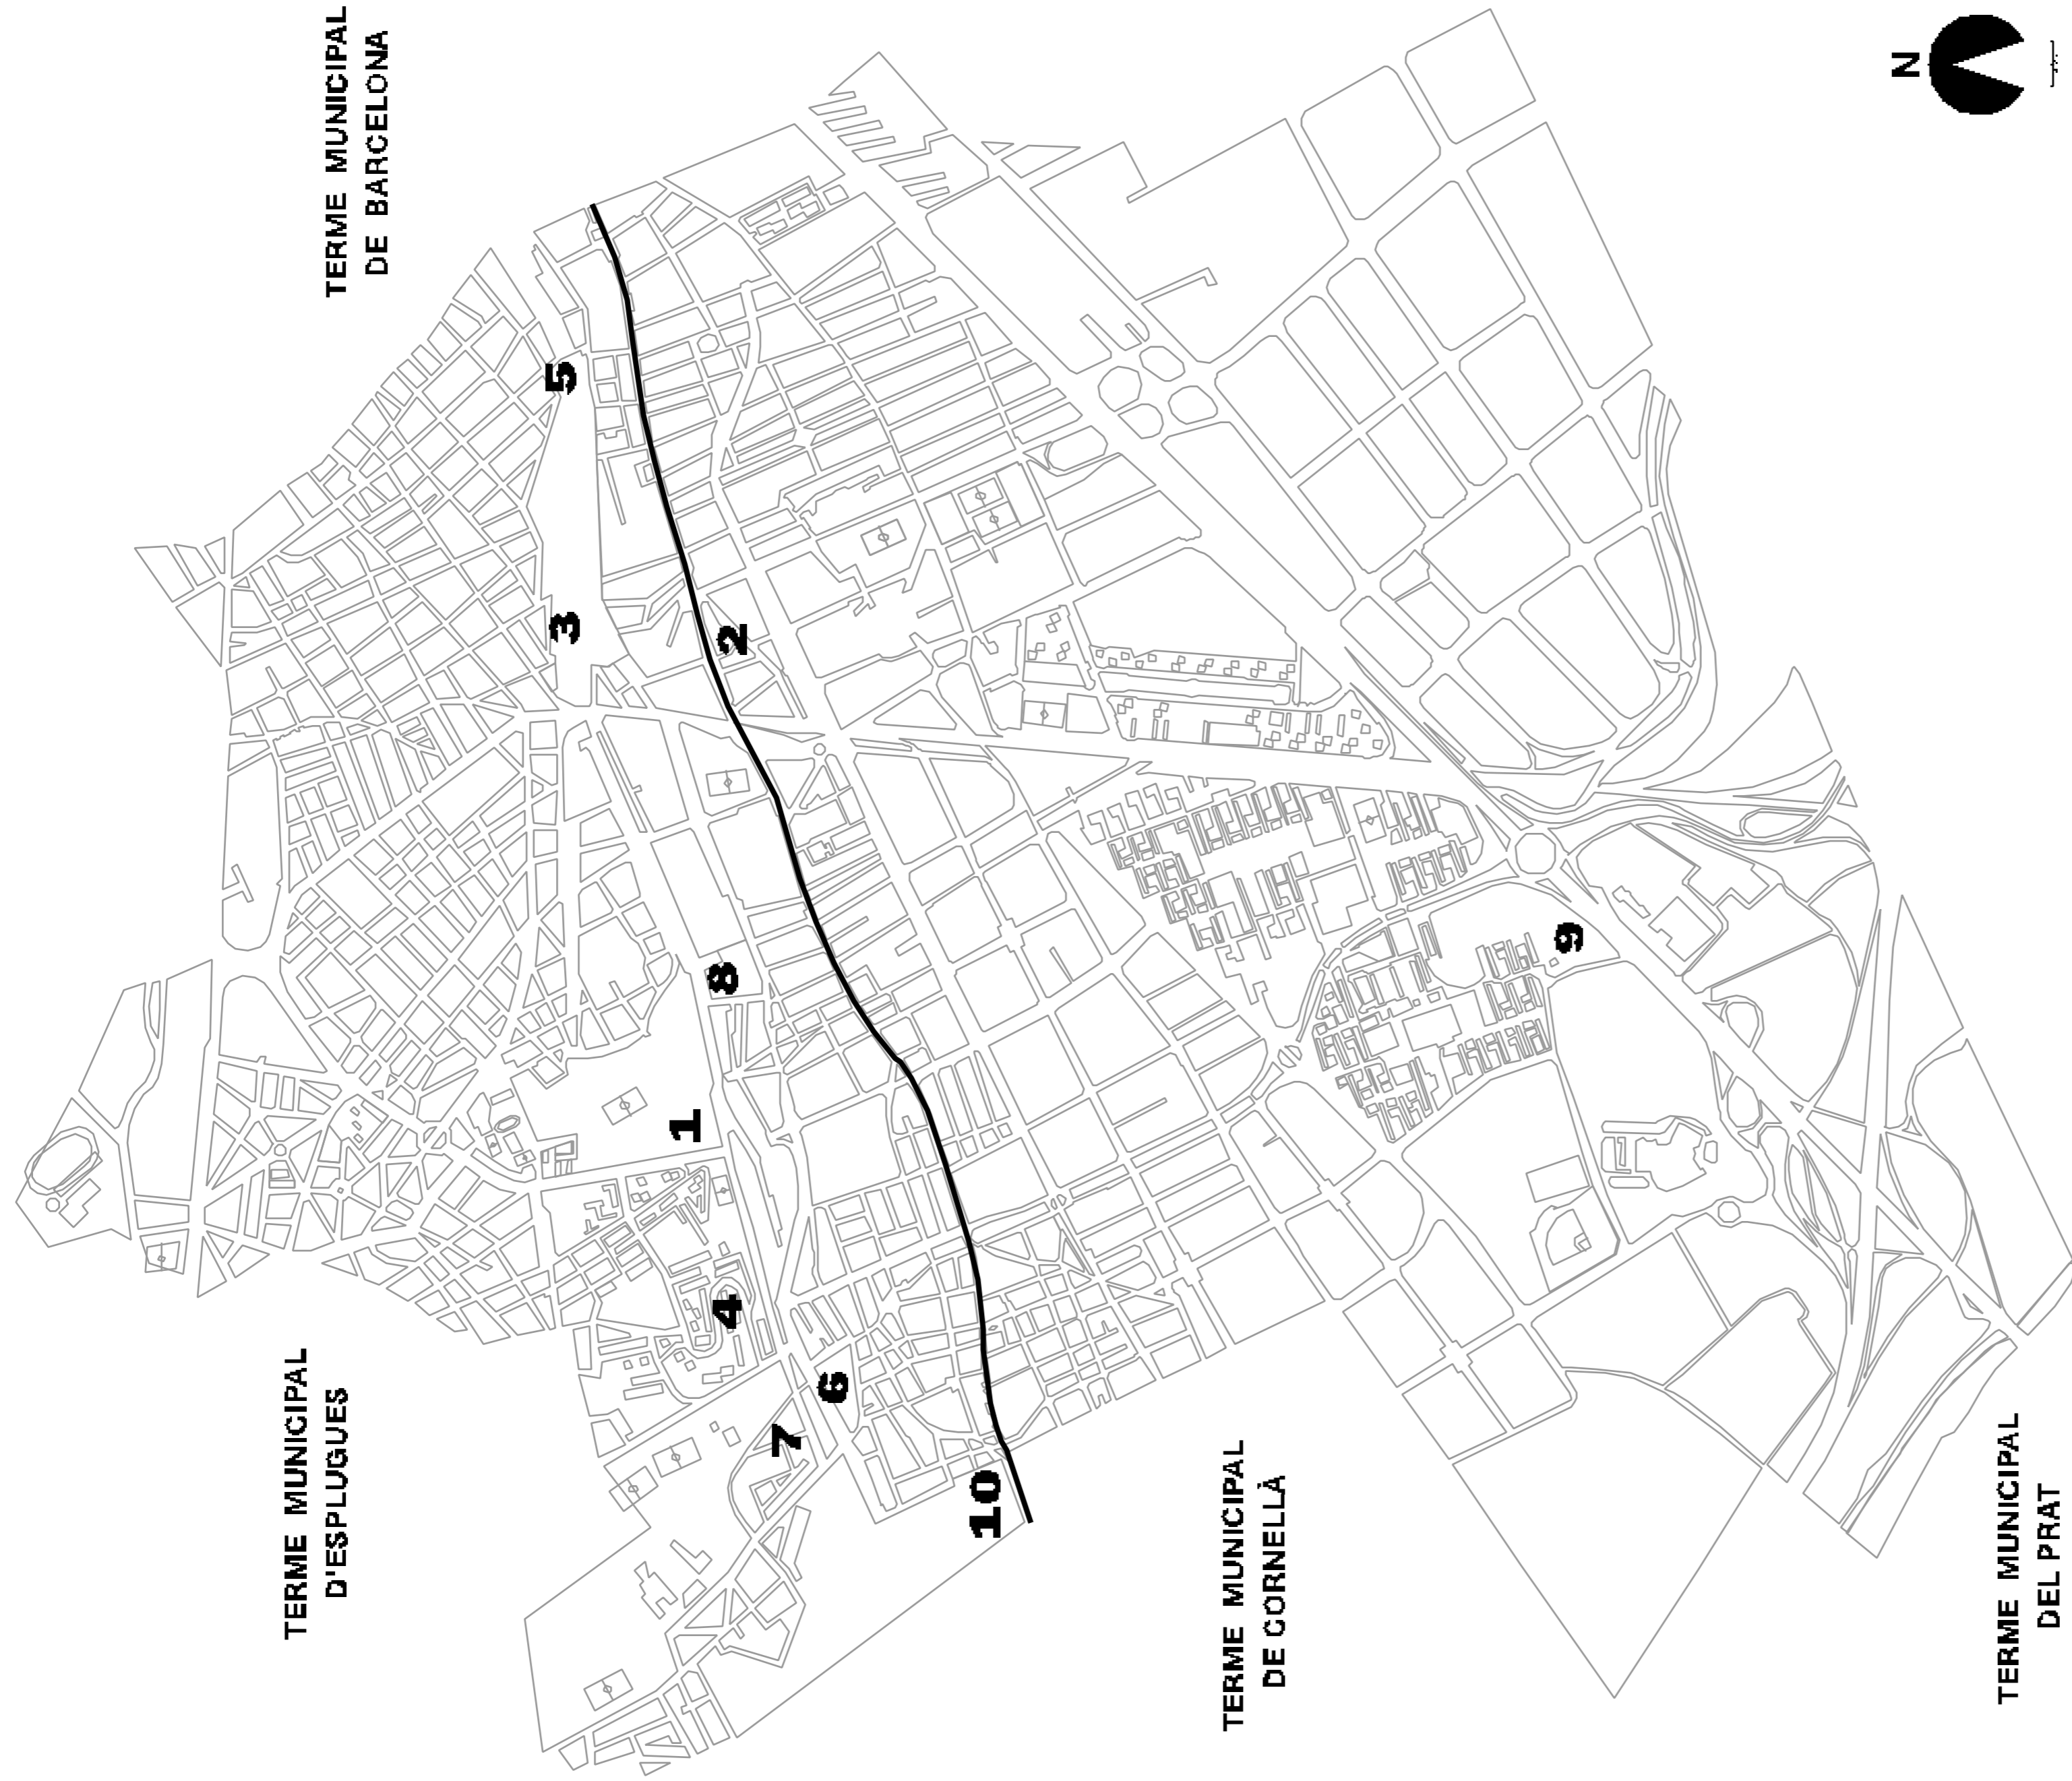 TERME MUNICIPAL
DE BARCELONA
N
5
3
2
8
1
9
4
6
7
10
TERME MUNICIPAL
D'ESPLUGUES
TERME MUNICIPAL
DE CORNELLÀ
TERME MUNICIPAL
DEL PRAT